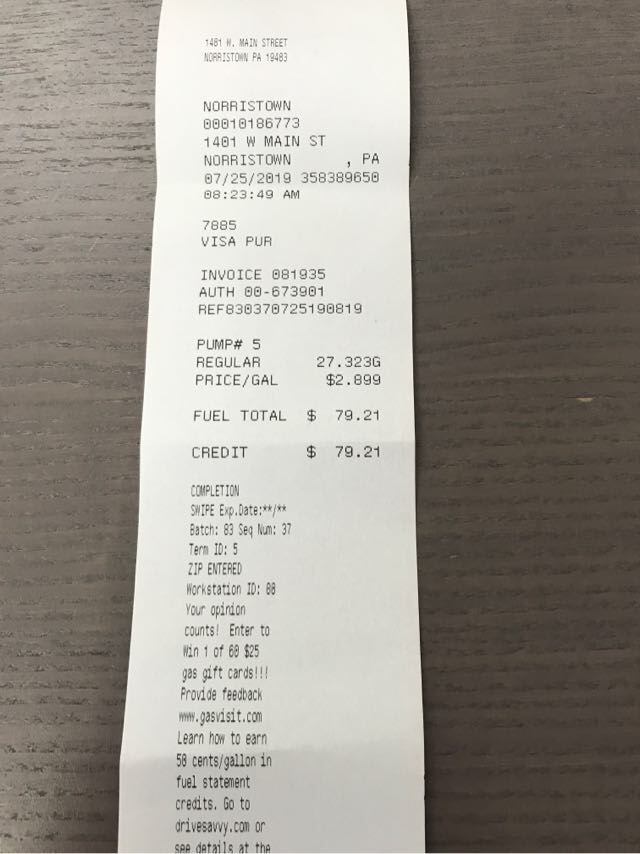 1401 W. MAIN STREET
NORRISTOWN PA 19403
NORRISTOWN
00010186773
1401 W MAIN ST
NORRISTOWN , PA
07/25/2019 358389650
08:23:49 AM
7885
VISA PUR
INVOICE 081935
AUTH 00-673901
REF830370725190819
PUMP# 5
REGULAR 27.323G
PRICE/GAL $2.899
FUEL TOTAL $ 79.21
CREDIT $ 79.21
COMPLETION
SWIPE Exp.Date:**/**
Batch: 83 Seq Num: 37
Term ID: 5
ZIP ENTERED
Workstation ID: 00
Your opinion
counts! Enter to
Win 1 of 60 $25
gas gift cards!!!
Provide feedback
www.gasvisit.com
Learn how to earn
50 cents/gallon in
fuel statement
credits. Go to
drivesavvy.com or
see details at the